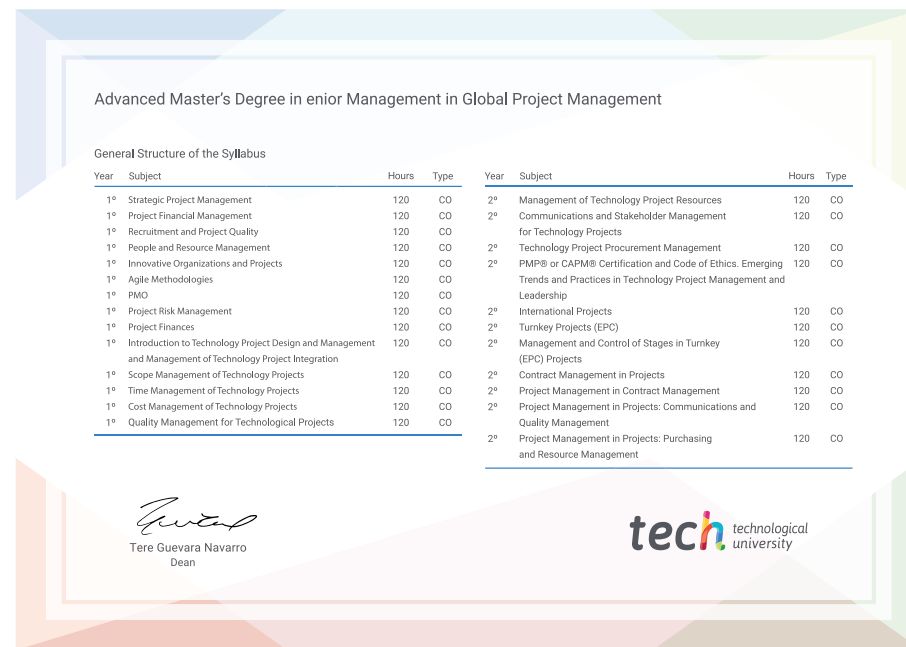 Advanced Master's Degree in enior Management in Global Project Management
General Structure of the Syllabus
Year Subject Hours Type
1º Strategic Project Management 120 CO
1º Project Financial Management 120 CO
1º Recruitment and Project Quality 120 CO
1º People and Resource Management 120 CO
1º Innovative Organizations and Projects 120 CO
1º Agile Methodologies 120 CO
1º PMO 120 CO
1º Project Risk Management 120 CO
1º Project Finances 120 CO
1º Introduction to Technology Project Design and Management 120 CO
and Management of Technology Project Integration
1º Scope Management of Technology Projects 120 CO
1º Time Management of Technology Projects 120 CO
1º Cost Management of Technology Projects 120 CO
1º Quality Management for Technological Projects 120 CO
Year Subject Hours Type
2º Management of Technology Project Resources 120 CO
2º Communications and Stakeholder Management 120 CO
for Technology Projects
2º Technology Project Procurement Management 120 CO
2º PMP® or CAPM® Certification and Code of Ethics. Emerging 120 CO
Trends and Practices in Technology Project Management and
Leadership
2º International Projects 120 CO
2º Turnkey Projects (EPC) 120 CO
2º Management and Control of Stages in Turnkey 120 CO
(EPC) Projects
2º Contract Management in Projects 120 CO
2º Project Management in Contract Management 120 CO
2º Project Management in Projects: Communications and 120 CO
Quality Management
2º Project Management in Projects: Purchasing 120 CO
and Resource Management
Tere Guevara Navarro
Dean
tech technological
university